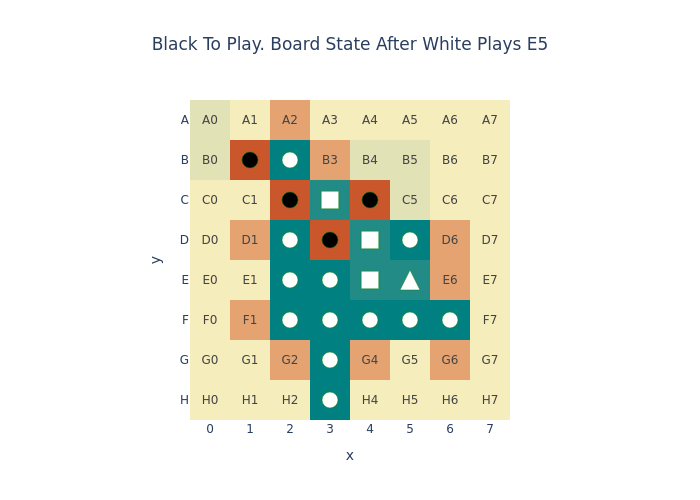 Black To Play. Board State After White Plays E5
A A0 A1 A2 A3 A4 A5 A6 A7
B B0 B3 B4 B5 B6 B7
C C0 C1 C5 C6 C7
D D0 D1 D6 D7
y
E E0 E1 E6 E7
F F0 F1 F7
G G0 G1 G2 G4 G5 G6 G7
H H0 H1 H2 H4 H5 H6 H7
0 1 2 3 4 5 6 7
x